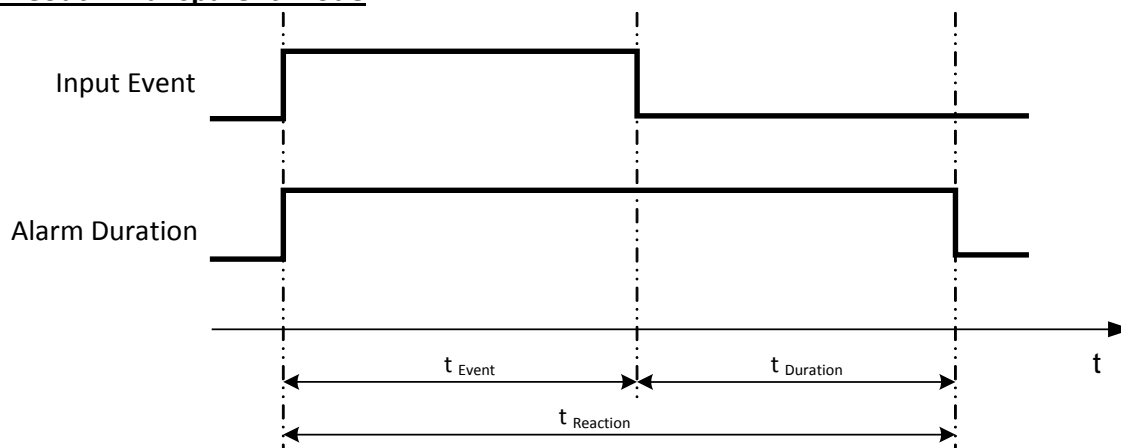 Input Event
Alarm Duration
t
t Event
t Duration
t Reaction